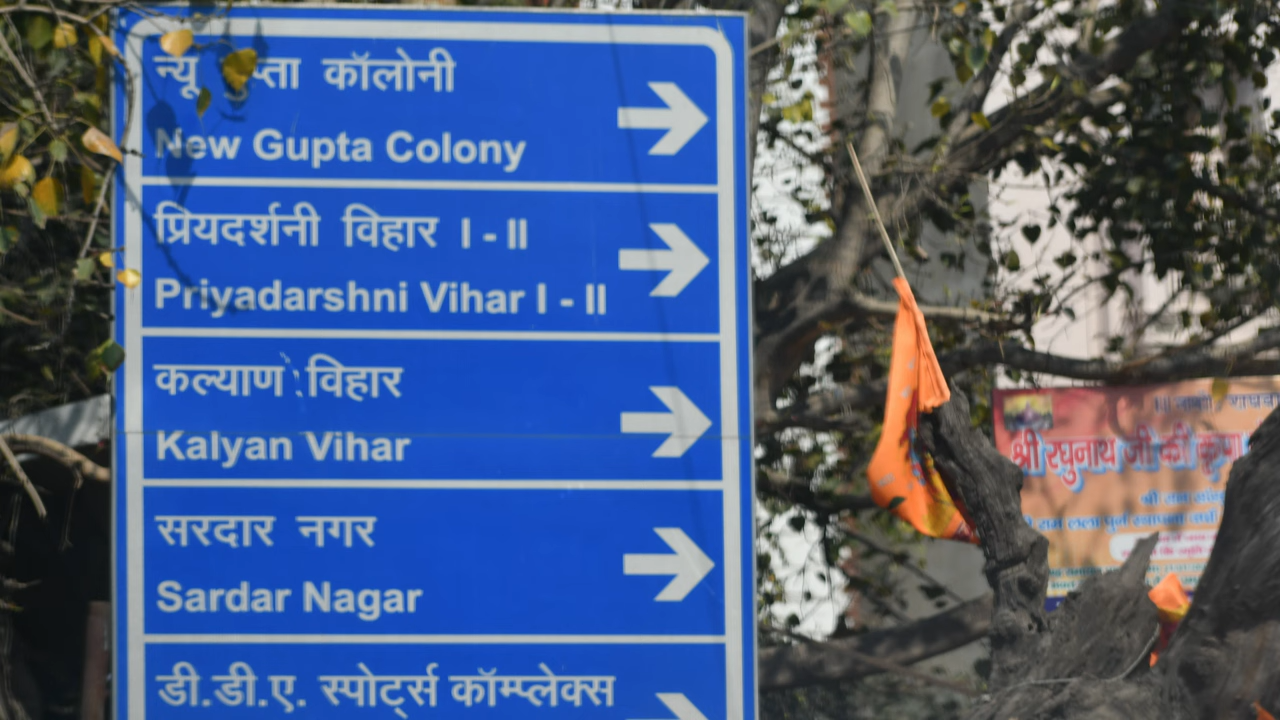 न्यू प्ता कॉलोनी
New Gupta Colony
प्रियदर्शनी विहार I - II
Priyadarshni Vihar I - II
कल्याण विहार
Kalyan Vihar
सरदार नगर
Sardar Nagar
डी.डी.ए. स्पोर्ट्स कॉम्प्लेक्स
श्री रघुनाथ जी की कृपा